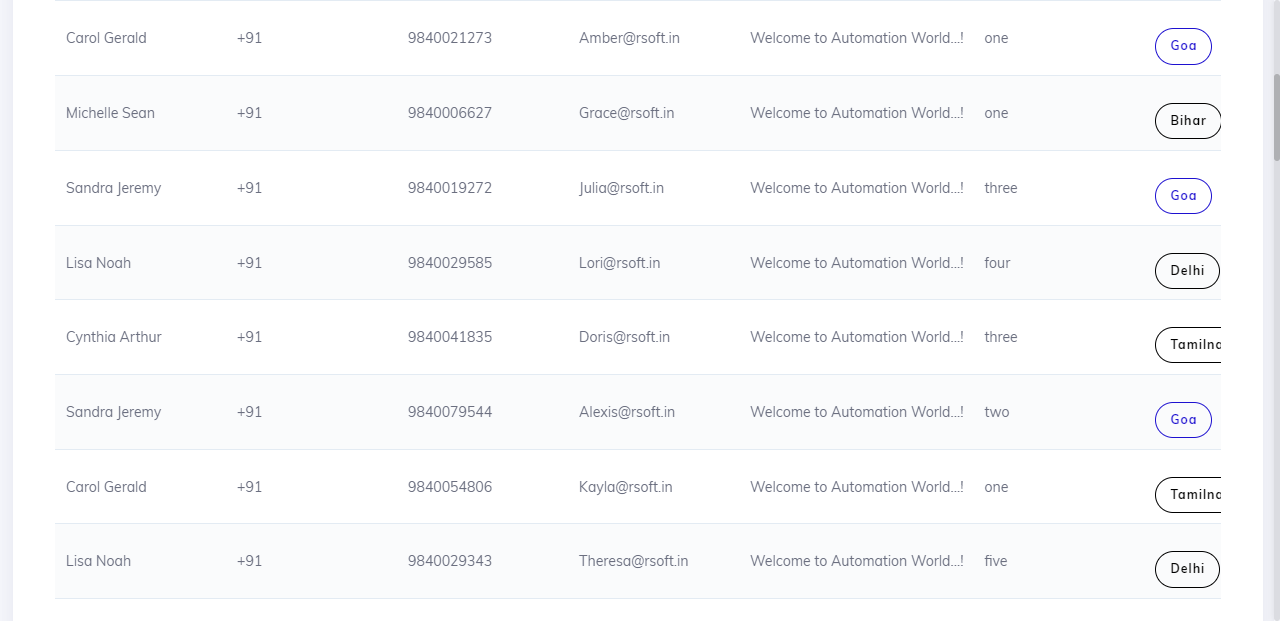 Carol Gerald +91 9840021273 Amber@rsoft.in Welcome to Automation World...! one Goa
Michelle Sean +91 9840006627 Grace@rsoft.in Welcome to Automation World...! one Bihar
Sandra Jeremy +91 9840019272 Julia@rsoft.in Welcome to Automation World...! three Goa
Lisa Noah +91 9840029585 Lori@rsoft.in Welcome to Automation World...! four Delhi
Cynthia Arthur +91 9840041835 Doris@rsoft.in Welcome to Automation World...! three
Sandra Jeremy +91 9840079544 Alexis@rsoft.in Welcome to Automation World...! two Goa
Carol Gerald +91 9840054806 Kayla@rsoft.in Welcome to Automation World...! one
Lisa Noah +91 9840029343 Theresa@rsoft.in Welcome to Automation World...! five Delhi